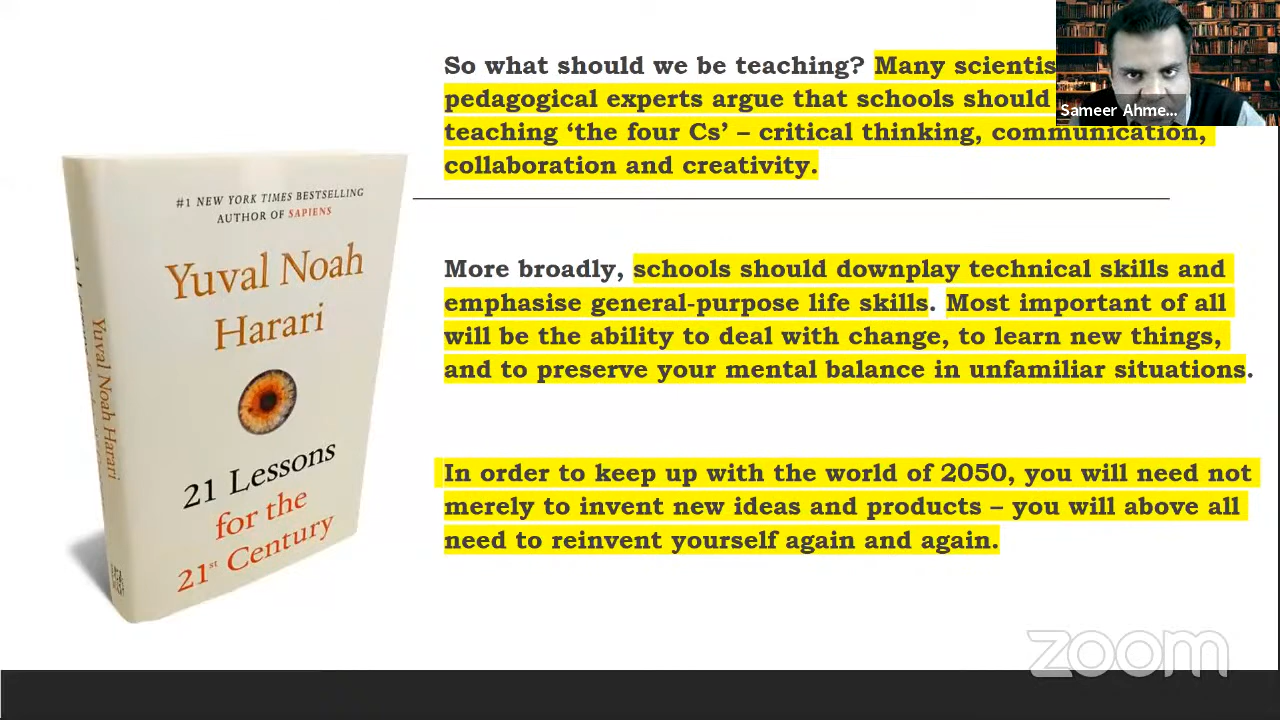 So what should we be teaching? Many scientis
pedagogical experts argue that schools should
teaching ‘the four Cs’ – critical thinking, communication,
collaboration and creativity.
More broadly, schools should downplay technical skills and
emphasise general-purpose life skills. Most important of all
will be the ability to deal with change, to learn new things,
and to preserve your mental balance in unfamiliar situations.
In order to keep up with the world of 2050, you will need not
merely to invent new ideas and products – you will above all
need to reinvent yourself again and again.
#1 NEW YORK TIMES BESTSELLING
AUTHOR OF SAPIENS
Yuval Noah
Harari
21 Lessons
for the
21st Century
Yuval Noah Harari
Sameer Ahme...
zoom